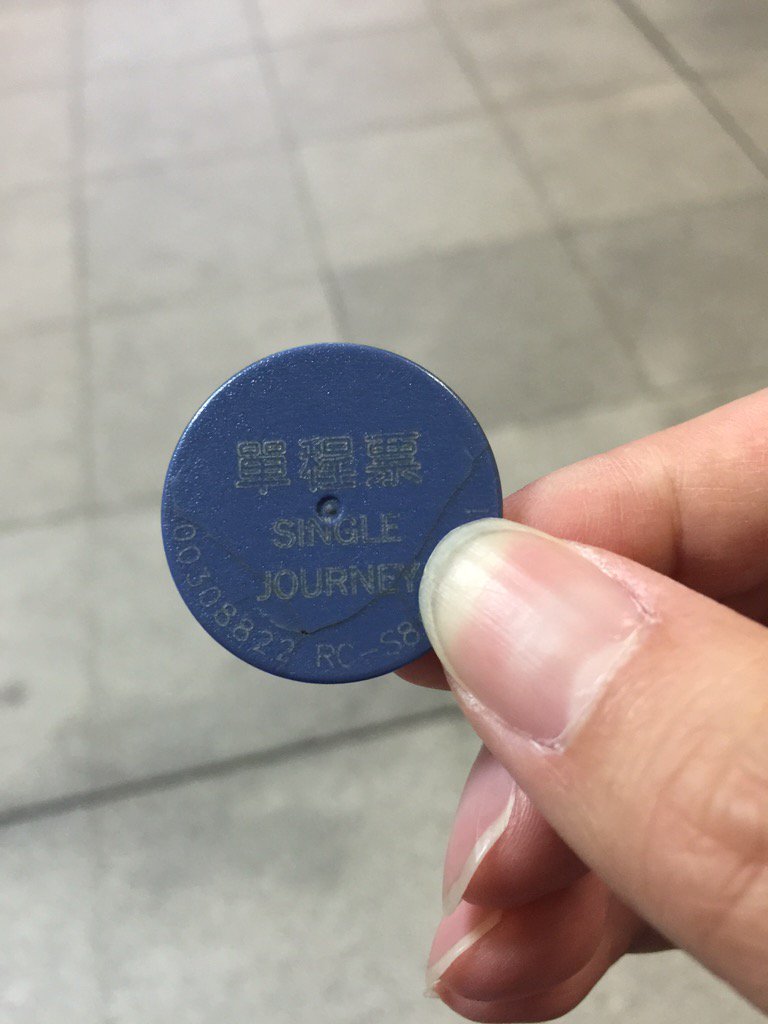 單程票
SINGLE
JOURNEY
00308822 RC-S8